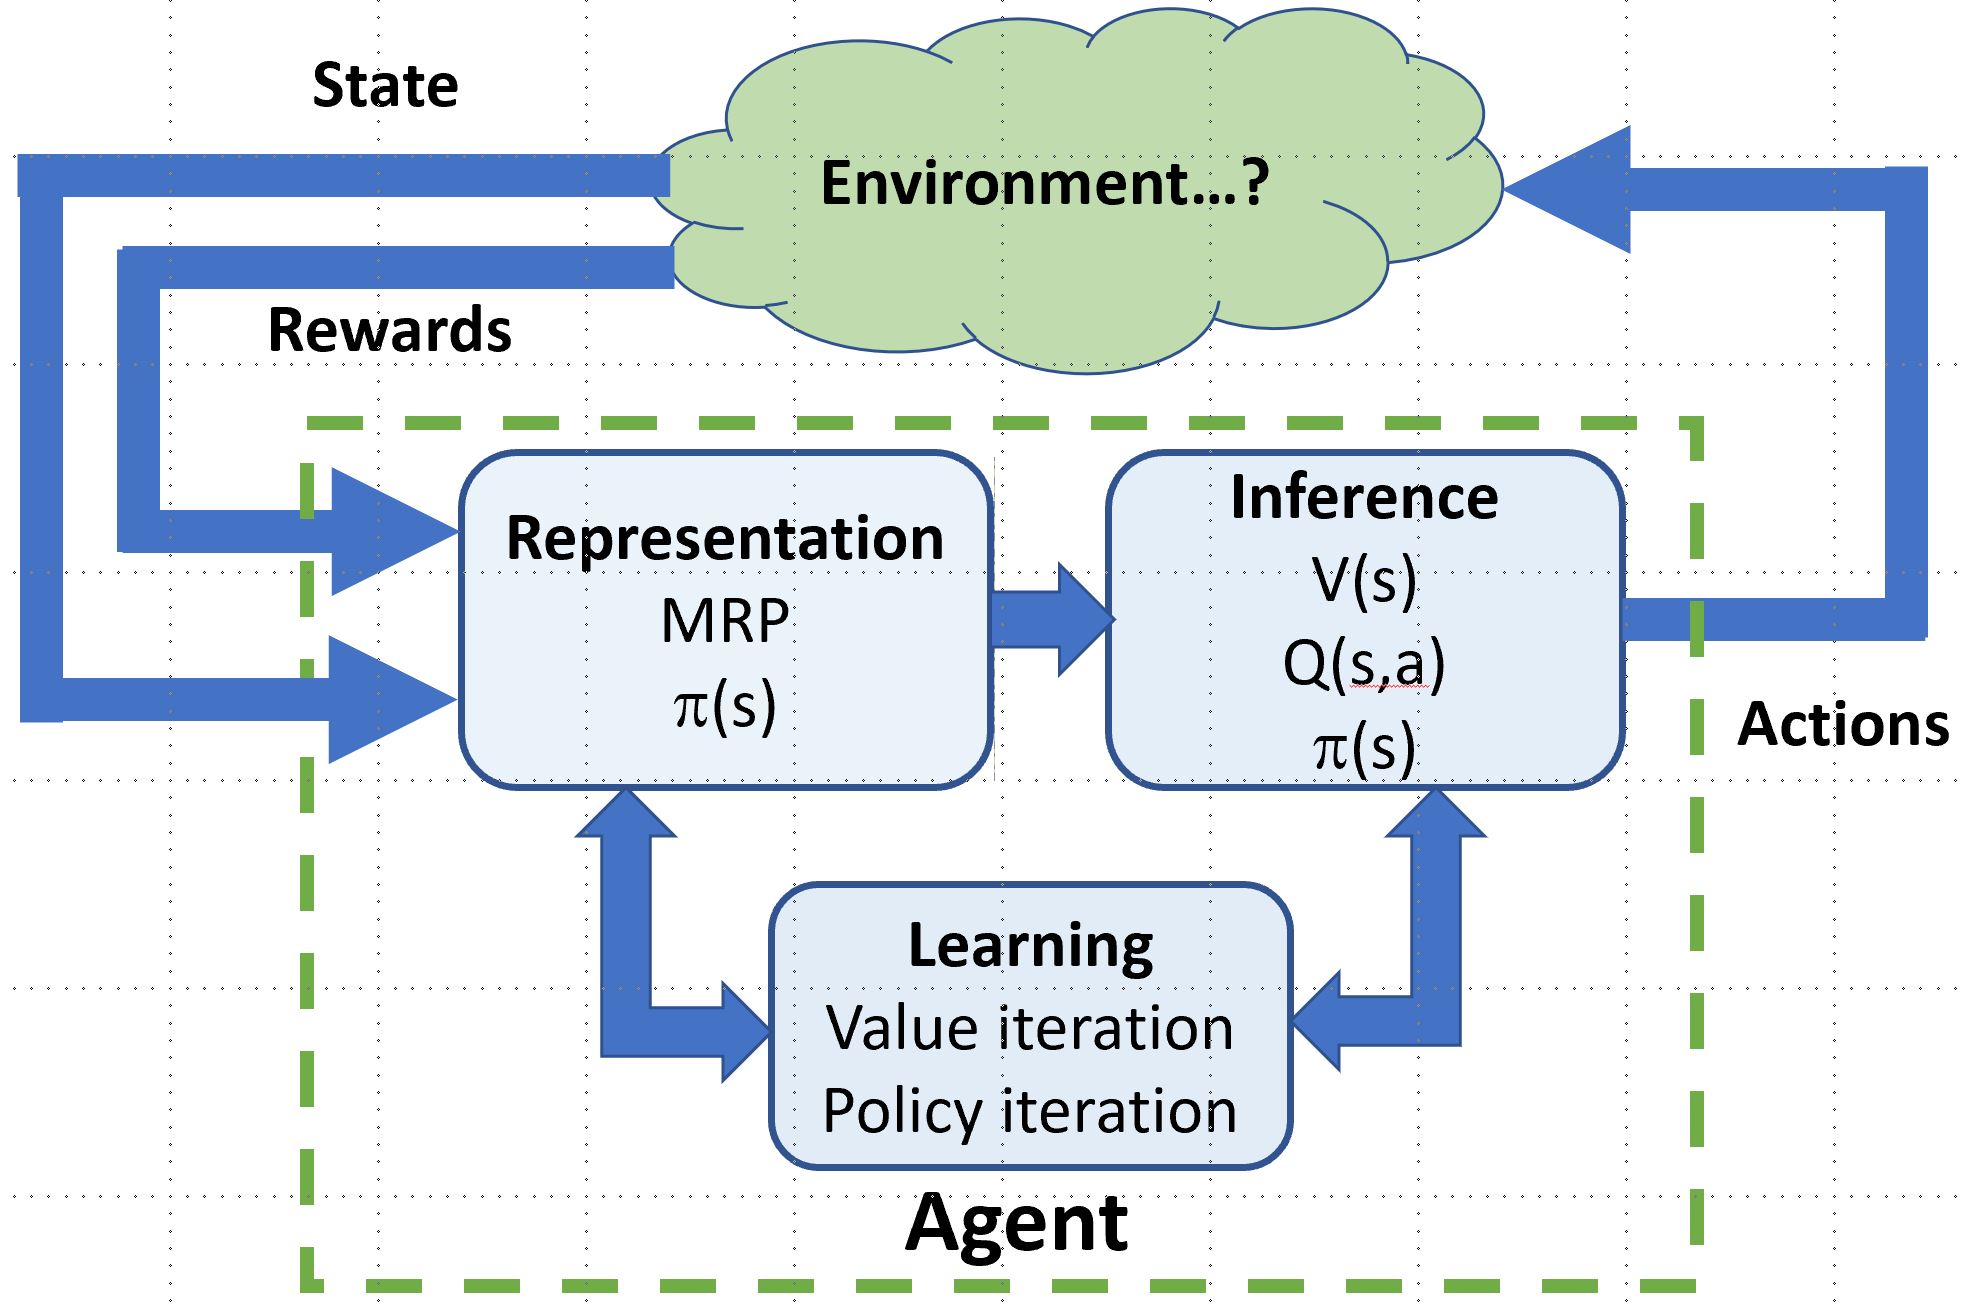 State
Environment...?
Rewards
Representation
MRP
π(s)
Inference
V(s)
Q(s,a)
π(s)
Actions
Learning
Value iteration
Policy iteration
Agent